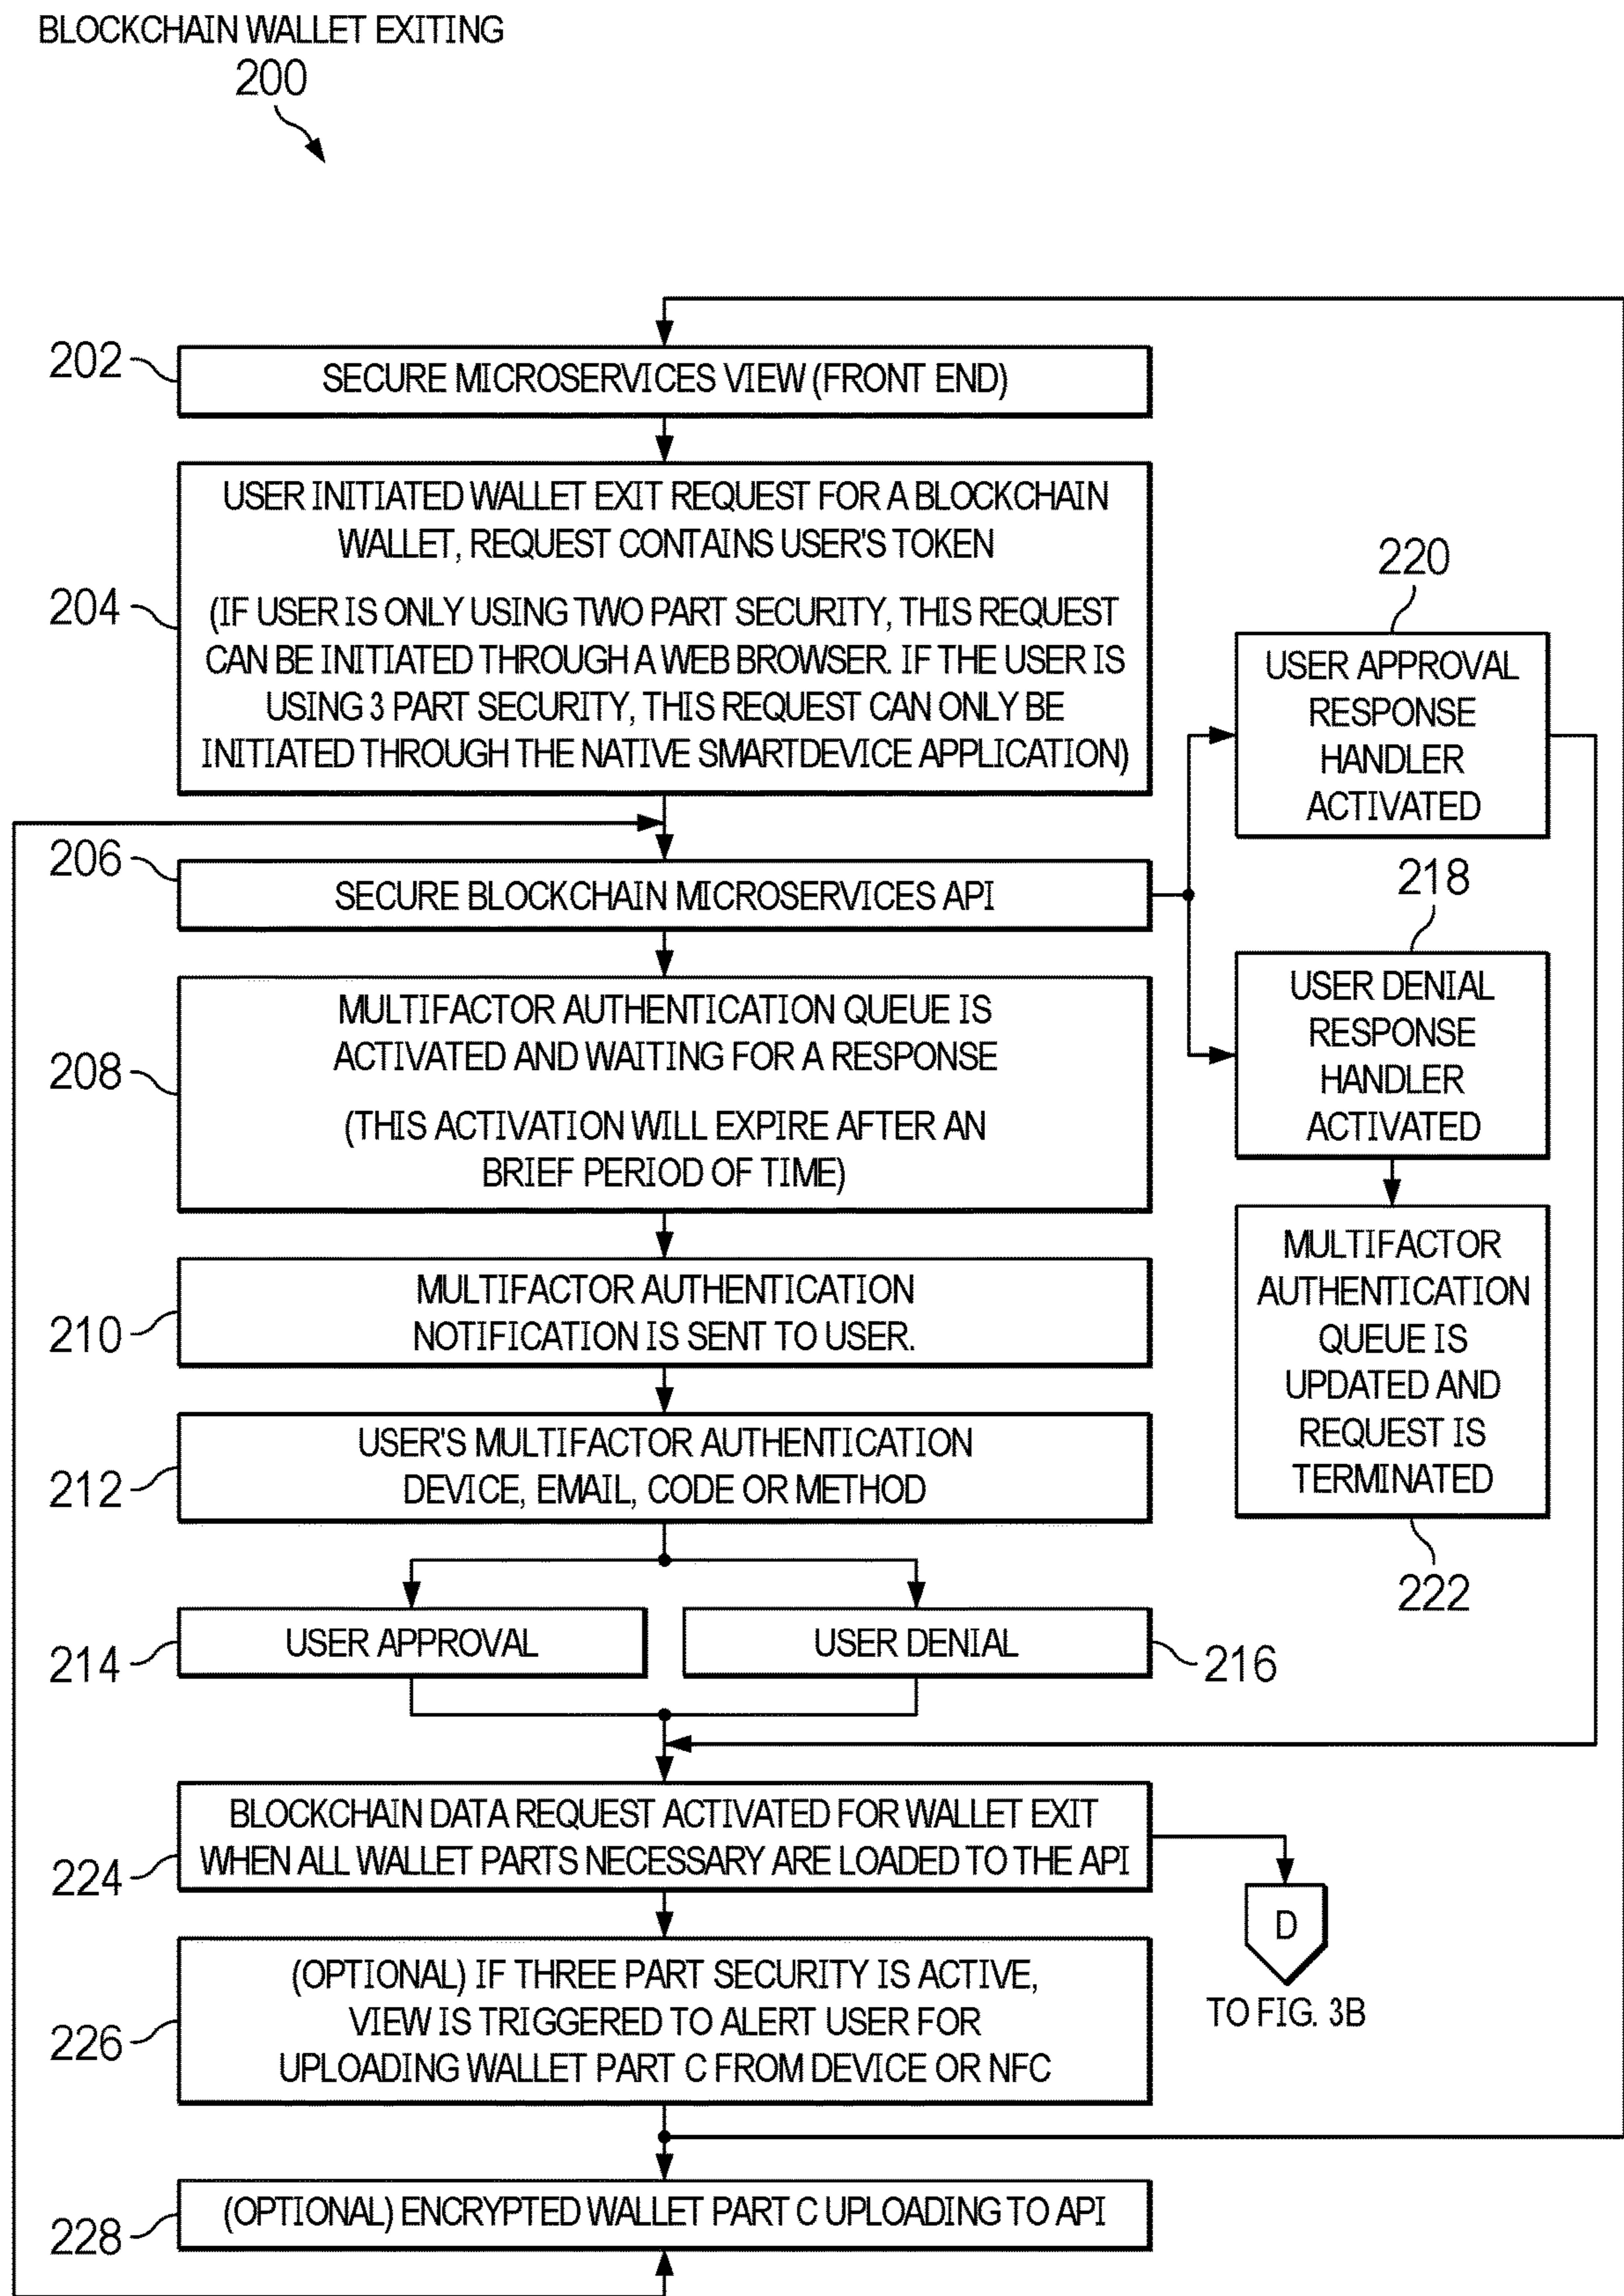 BLOCKCHAIN WALLET EXITING
200
202
SECURE MICROSERVICES VIEW (FRONT END)
204
USER INITIATED WALLET EXIT REQUEST FOR A BLOCKCHAIN
WALLET, REQUEST CONTAINS USER'S TOKEN
(IF USER IS ONLY USING TWO PART SECURITY, THIS REQUEST
CAN BE INITIATED THROUGH A WEB BROWSER. IF THE USER IS
USING 3 PART SECURITY, THIS REQUEST CAN ONLY BE
INITIATED THROUGH THE NATIVE SMARTDEVICE APPLICATION)
220
USER APPROVAL
RESPONSE
HANDLER
ACTIVATED
206
SECURE BLOCKCHAIN MICROSERVICES API
218
USER DENIAL
RESPONSE
HANDLER
ACTIVATED
208
MULTIFACTOR AUTHENTICATION QUEUE IS
ACTIVATED AND WAITING FOR A RESPONSE
(THIS ACTIVATION WILL EXPIRE AFTER AN
BRIEF PERIOD OF TIME)
MULTIFACTOR
AUTHENTICATION
QUEUE IS
UPDATED AND
REQUEST IS
TERMINATED
222
210
MULTIFACTOR AUTHENTICATION
NOTIFICATION IS SENT TO USER.
212
USER'S MULTIFACTOR AUTHENTICATION
DEVICE, EMAIL, CODE OR METHOD
214
USER APPROVAL
USER DENIAL
216
224
BLOCKCHAIN DATA REQUEST ACTIVATED FOR WALLET EXIT
WHEN ALL WALLET PARTS NECESSARY ARE LOADED TO THE API
D
TO FIG. 3B
226
(OPTIONAL) IF THREE PART SECURITY IS ACTIVE,
VIEW IS TRIGGERED TO ALERT USER FOR
UPLOADING WALLET PART C FROM DEVICE OR NFC
228
(OPTIONAL) ENCRYPTED WALLET PART C UPLOADING TO API